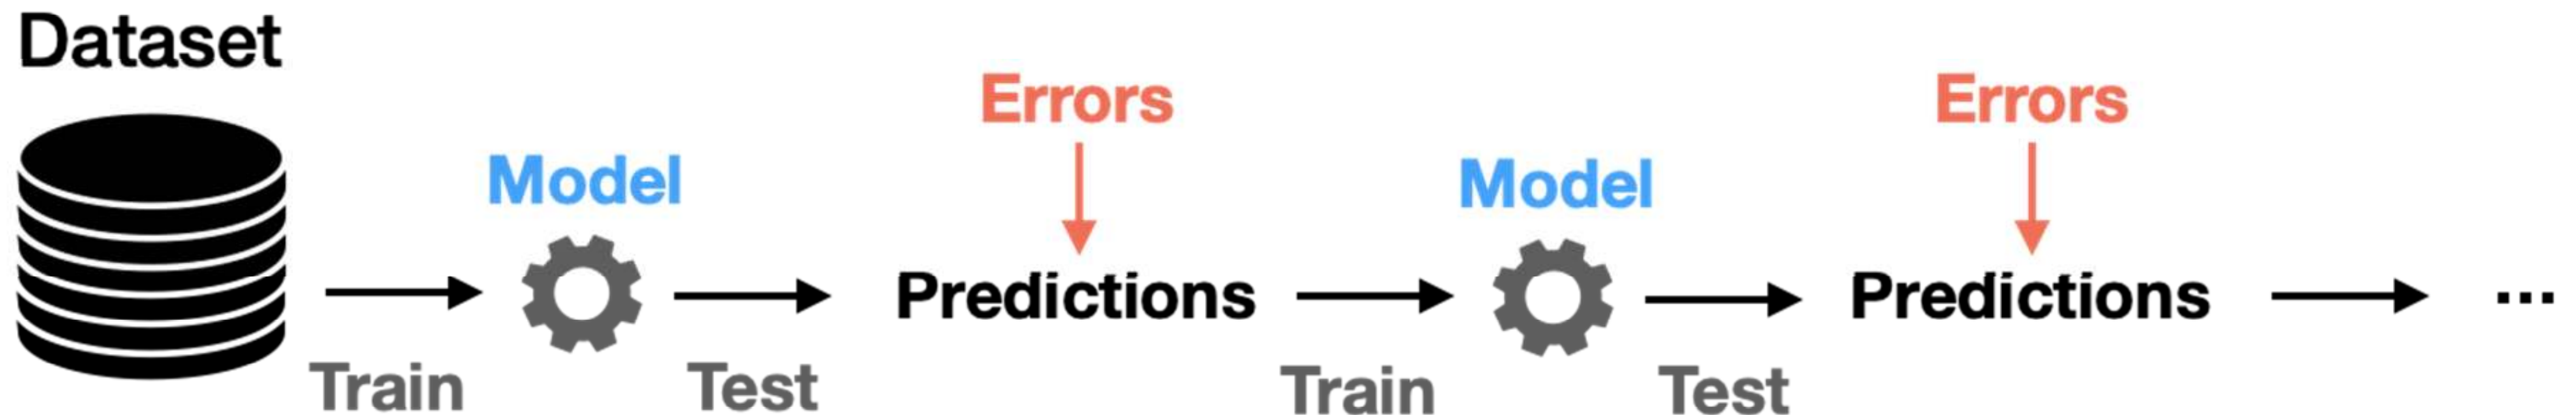 Dataset
Errors
Errors
Model
Model
Predictions
Predictions
...
Train
Test
Train
Test